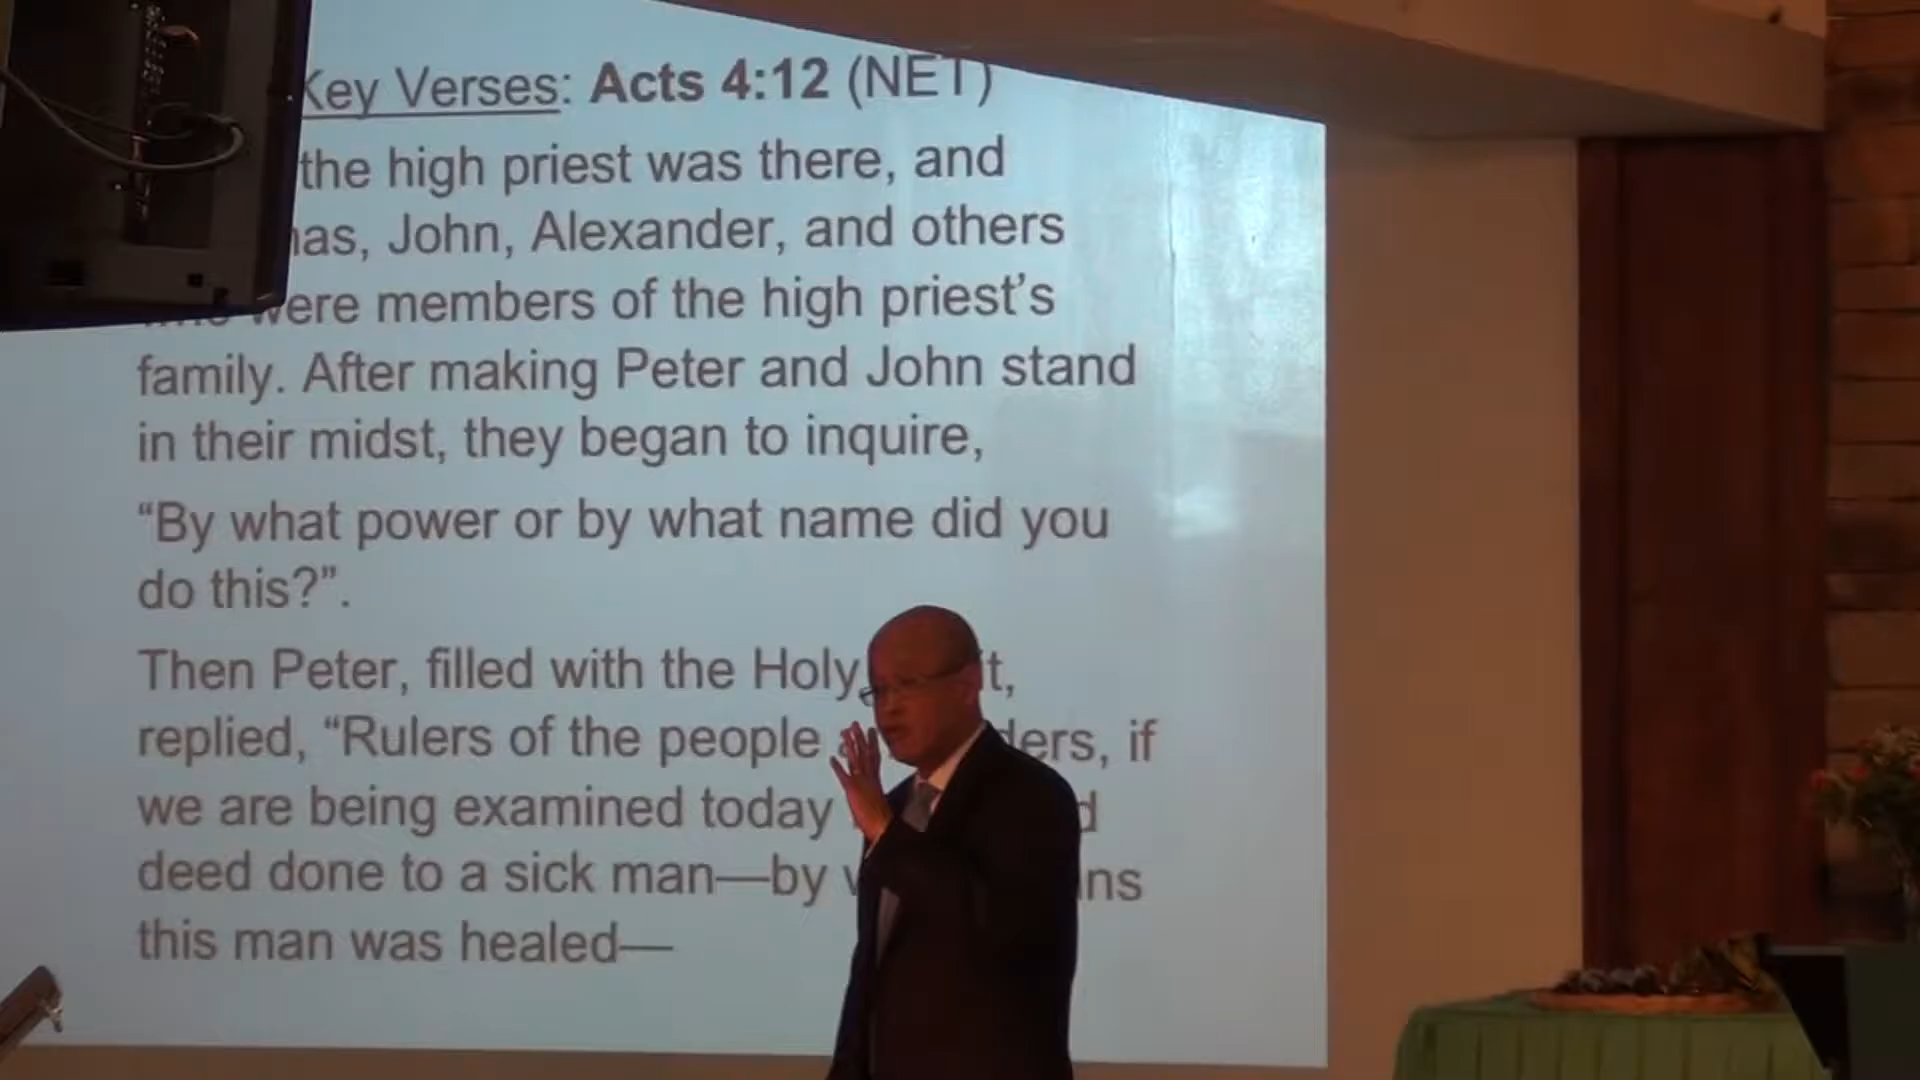 Key Verses: Acts 4:12 (NET)
the high priest was there, and
John, Alexander, and others
were members of the high priest’s
family. After making Peter and John stand
in their midst, they began to inquire,
“By what power or by what name did you
do this?”.
Then Peter, filled with the Holy
replied, “Rulers of the people if
we are being examined today
deed done to a sick man—by
this man was healed—